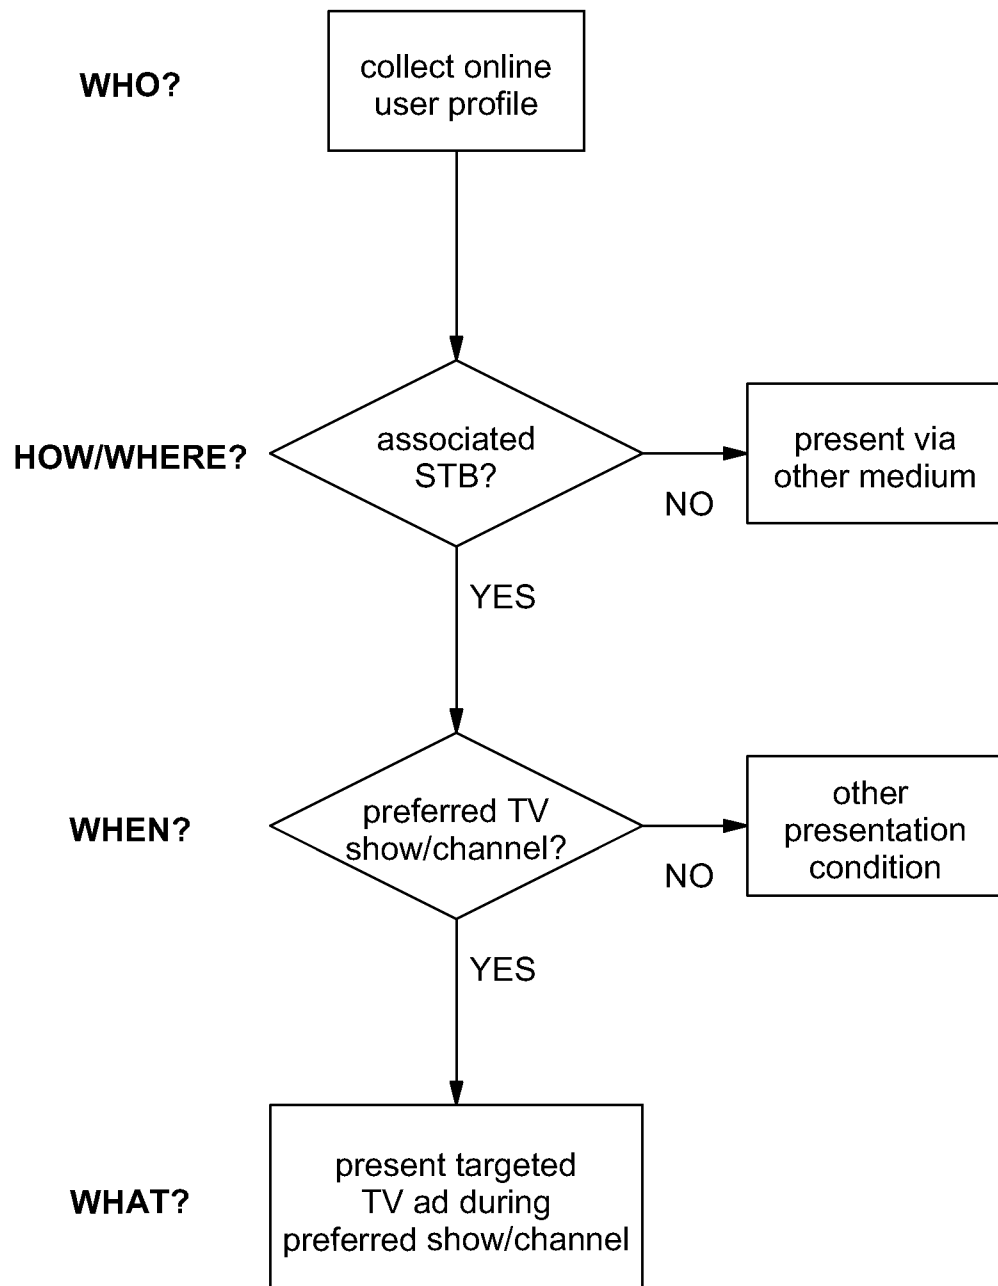 WHO?
collect online
user profile
HOW/WHERE?
associated
STB?
NO
present via
other medium
YES
WHEN?
preferred TV
show/channel?
NO
other
presentation
condition
YES
WHAT?
present targeted
TV ad during
preferred show/channel